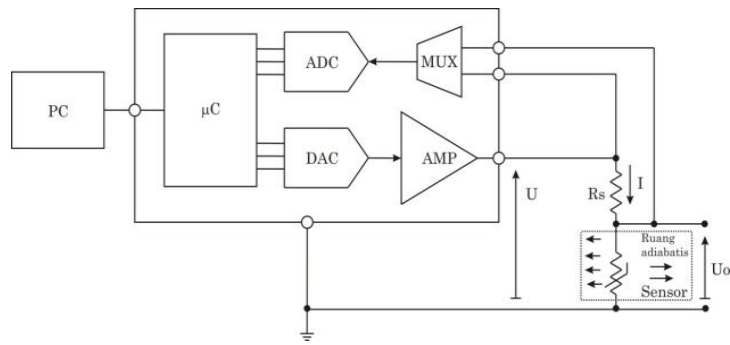 PC
μC
ADC
MUX
DAC
AMP
U
Rs
I
Ruang
adiabatis
Sensor
Uo